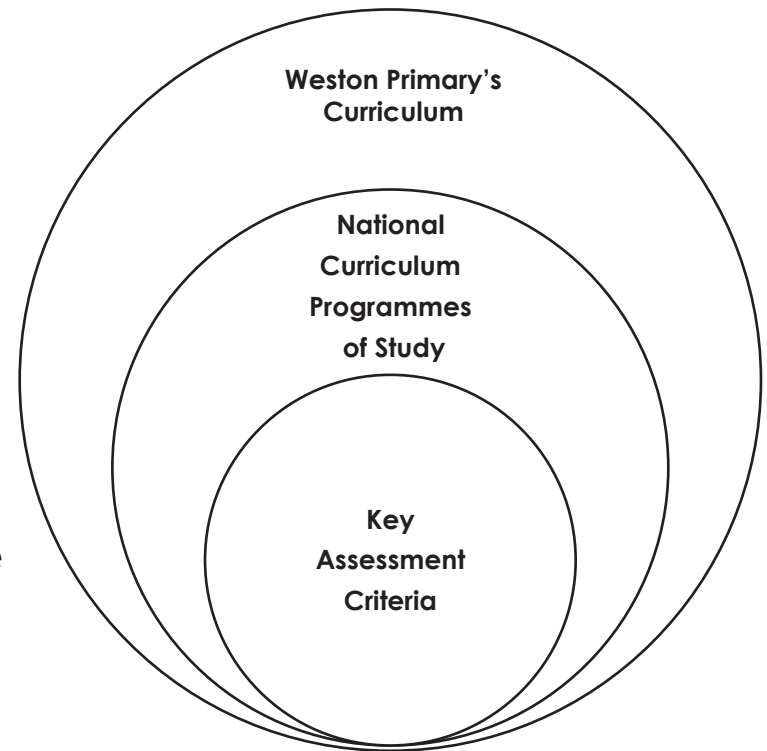 Weston Primary's
Curriculum
National
Curriculum
Programmes
of Study
Key
Assessment
Criteria